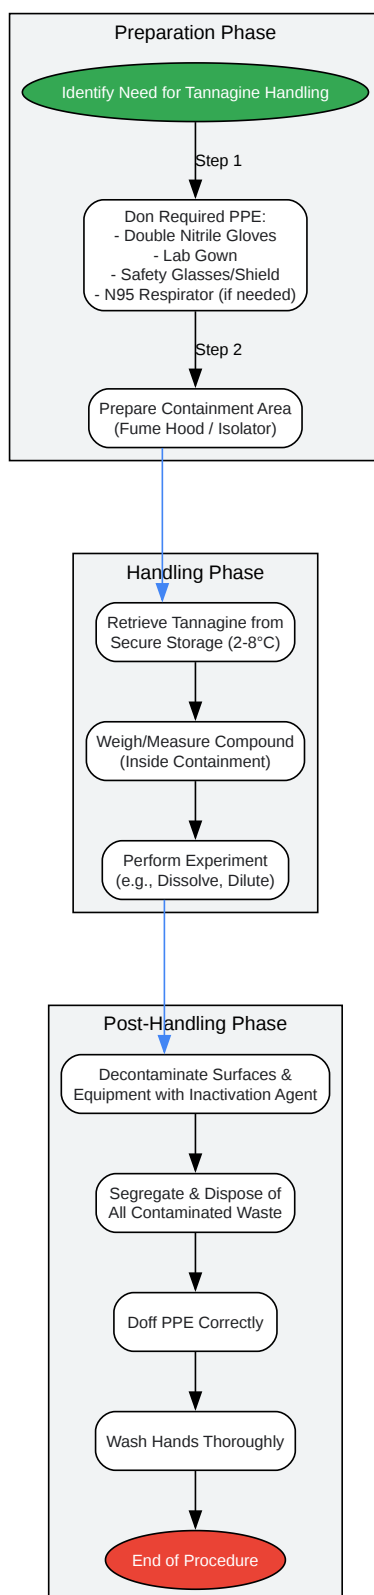 Preparation Phase
Identify Need for Tannagine Handling
Step 1
Don Required PPE:
- Double Nitrile Gloves
- Lab Gown
- Safety Glasses/Shield
- N95 Respirator (if needed)
Step 2
Prepare Containment Area
(Fume Hood / Isolator)
Handling Phase
Retrieve Tannagine from
Secure Storage (2-8°C)
Weigh/Measure Compound
(Inside Containment)
Perform Experiment
(e.g., Dissolve, Dilute)
Post-Handling Phase
Decontaminate Surfaces &
Equipment with Inactivation Agent
Segregate & Dispose of
All Contaminated Waste
Doff PPE Correctly
Wash Hands Thoroughly
End of Procedure